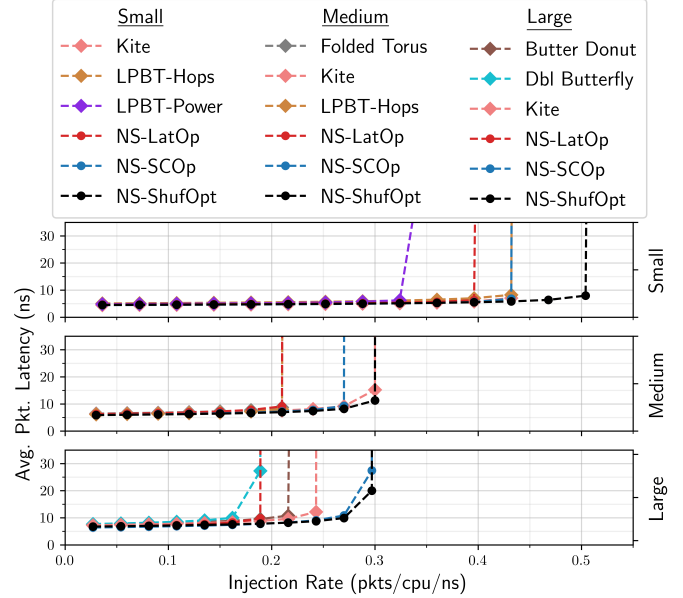 Small Medium Large
Kite Folded Torus Butter Donut
LPBT-Hops Kite Dbl Butterfly
LPBT-Power LPBT-Hops Kite
NS-LatOp NS-LatOp NS-LatOp
NS-SCOp NS-SCOp NS-SCOp
NS-ShufOpt NS-ShufOpt NS-ShufOpt
Avg. Pkt. Latency (ns)
30
20
10
0
Small
30
20
10
0
Medium
30
20
10
0
Large
0.0 0.1 0.2 0.3 0.4 0.5
Injection Rate (pkts/cpu/ns)